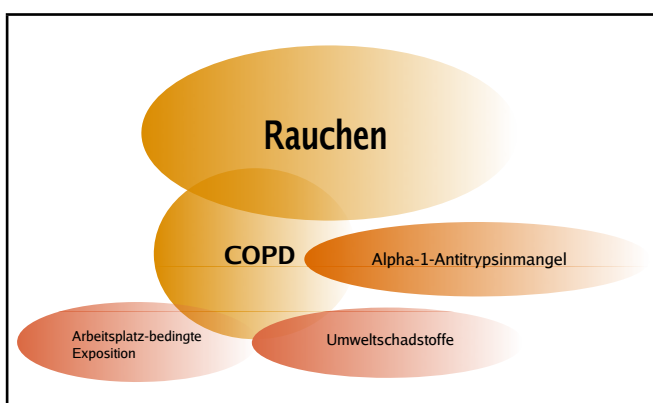 Rauchen
COPD
Alpha-1-Antitrypsinmangel
Arbeitsplatz-bedingte
Exposition
Umweltschadstoffe